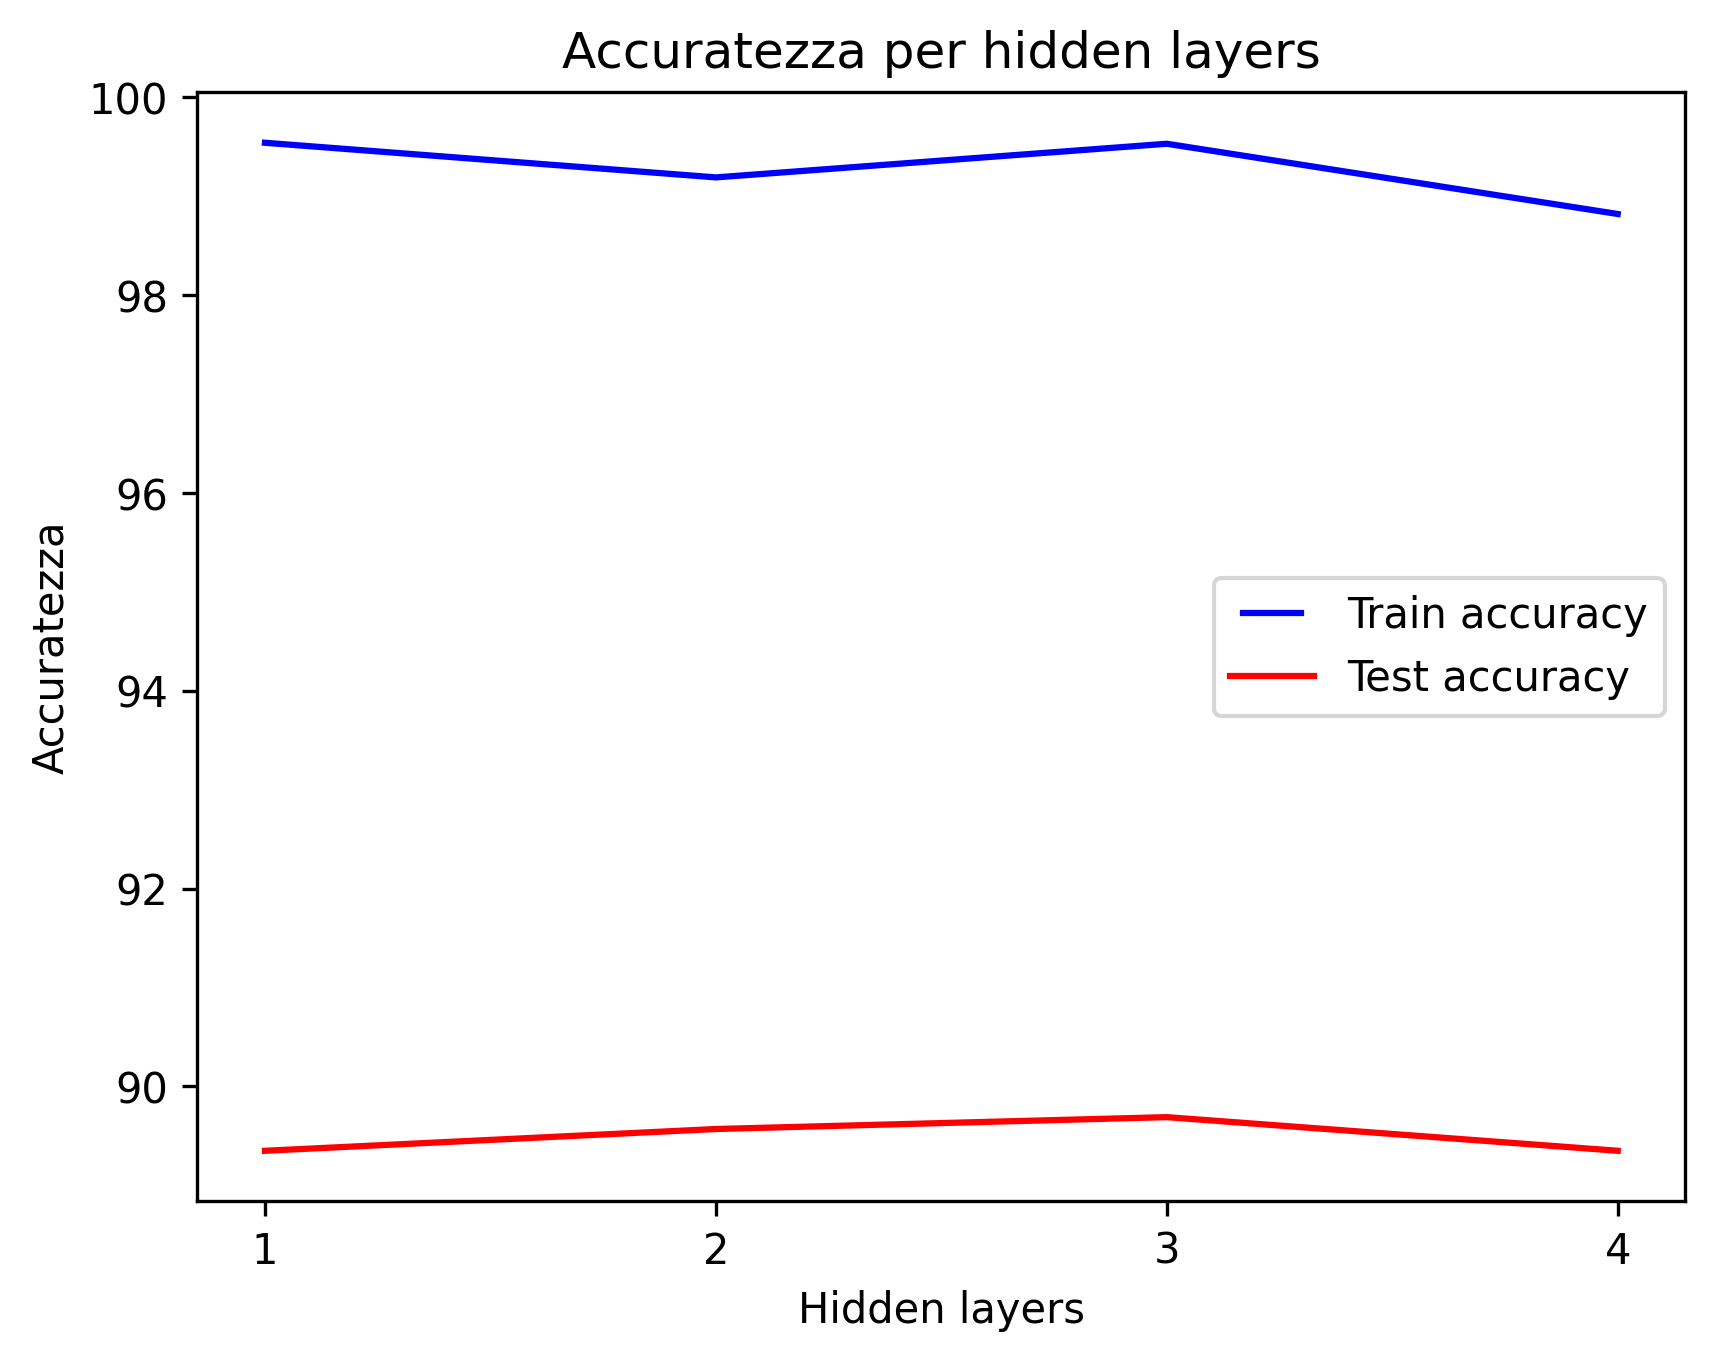 Accuratezza per hidden layers
100
98
96
94
92
90
Accuratezza
Train accuracy
Test accuracy
1 2 3 4
Hidden layers